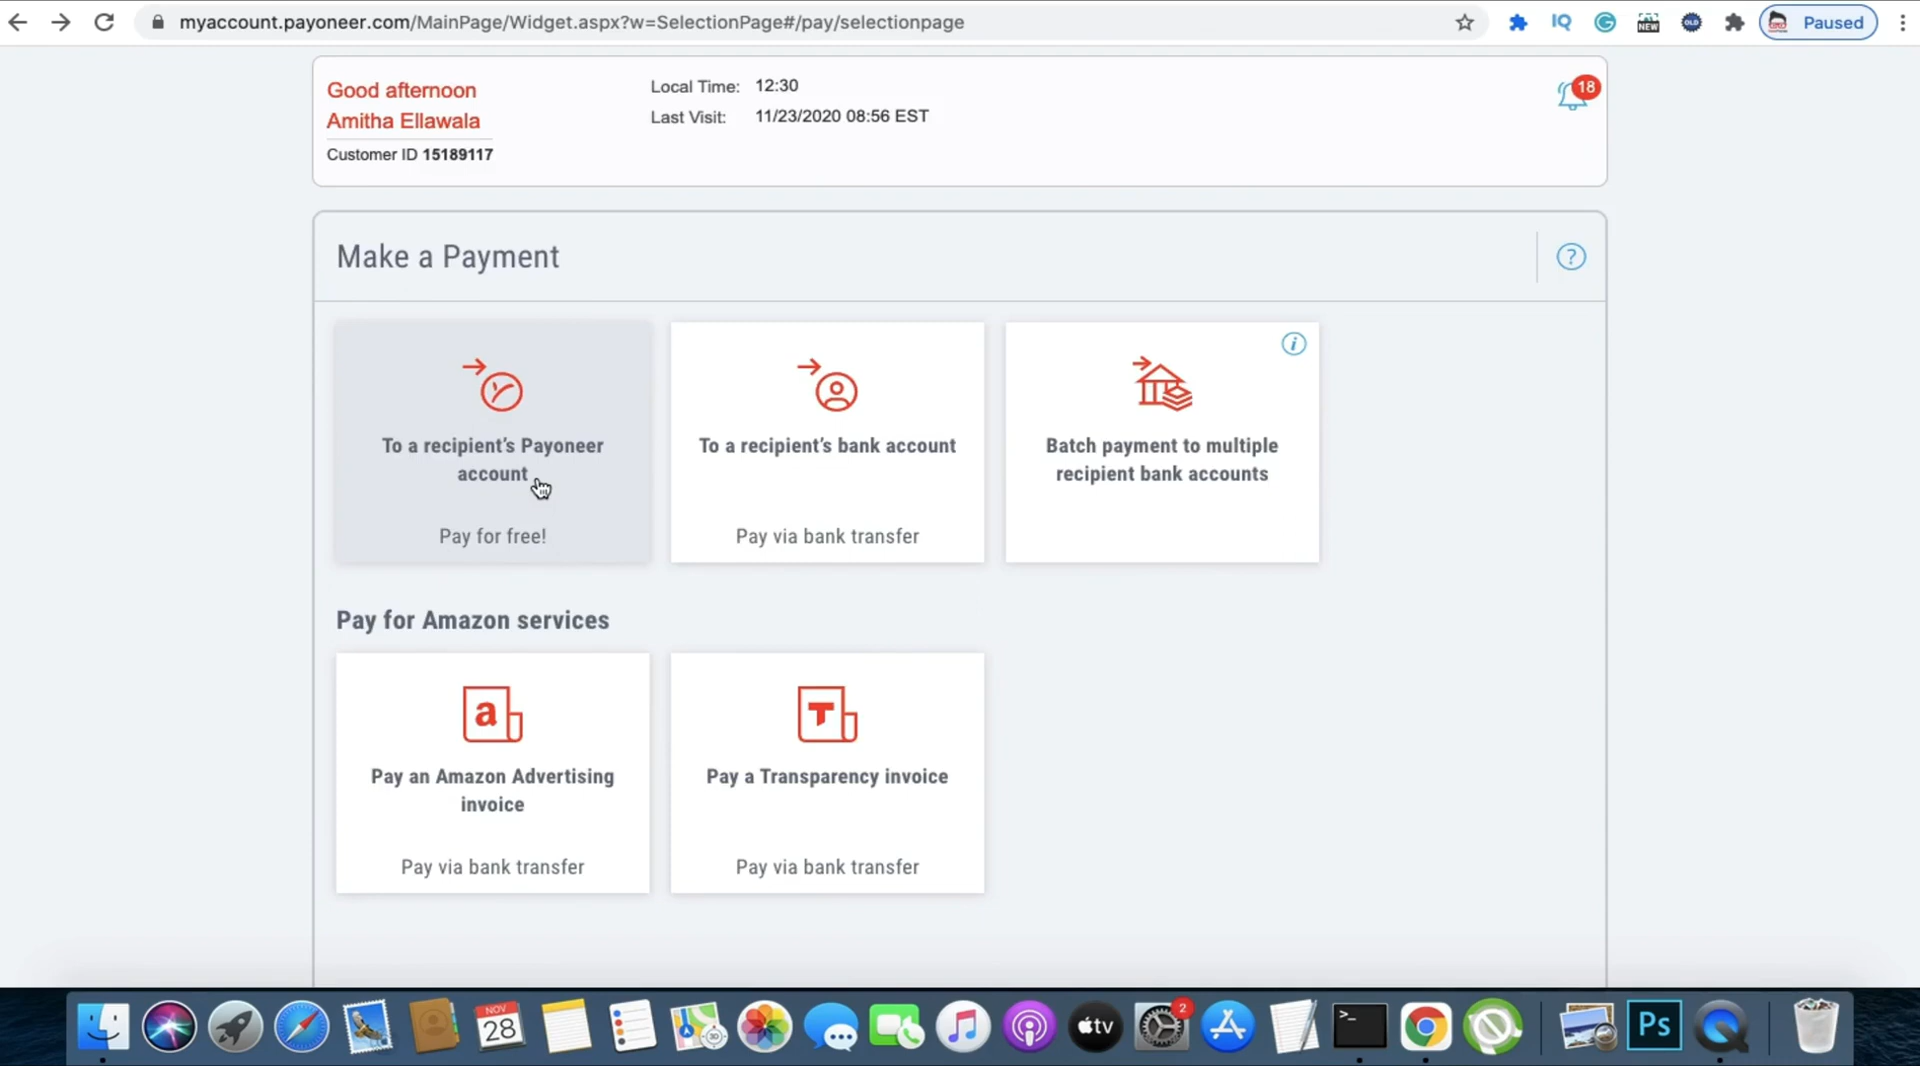 myaccount.payoneer.com/MainPage/Widget.aspx?w=SelectionPage#/pay/selectionpage
IQ
NEW
OLD
Paused
Good afternoon
Amitha Ellawala
Customer ID 15189117
Local Time: 12:30
Last Visit: 11/23/2020 08:56 EST
18
Make a Payment
?
To a recipient's Payoneer
account
Pay for free!
To a recipient's bank account
Pay via bank transfer
i
Batch payment to multiple
recipient bank accounts
Pay for Amazon services
a
Pay an Amazon Advertising
invoice
Pay via bank transfer
T
Pay a Transparency invoice
Pay via bank transfer
NOV
28
3D
tv
2
>_
Ps